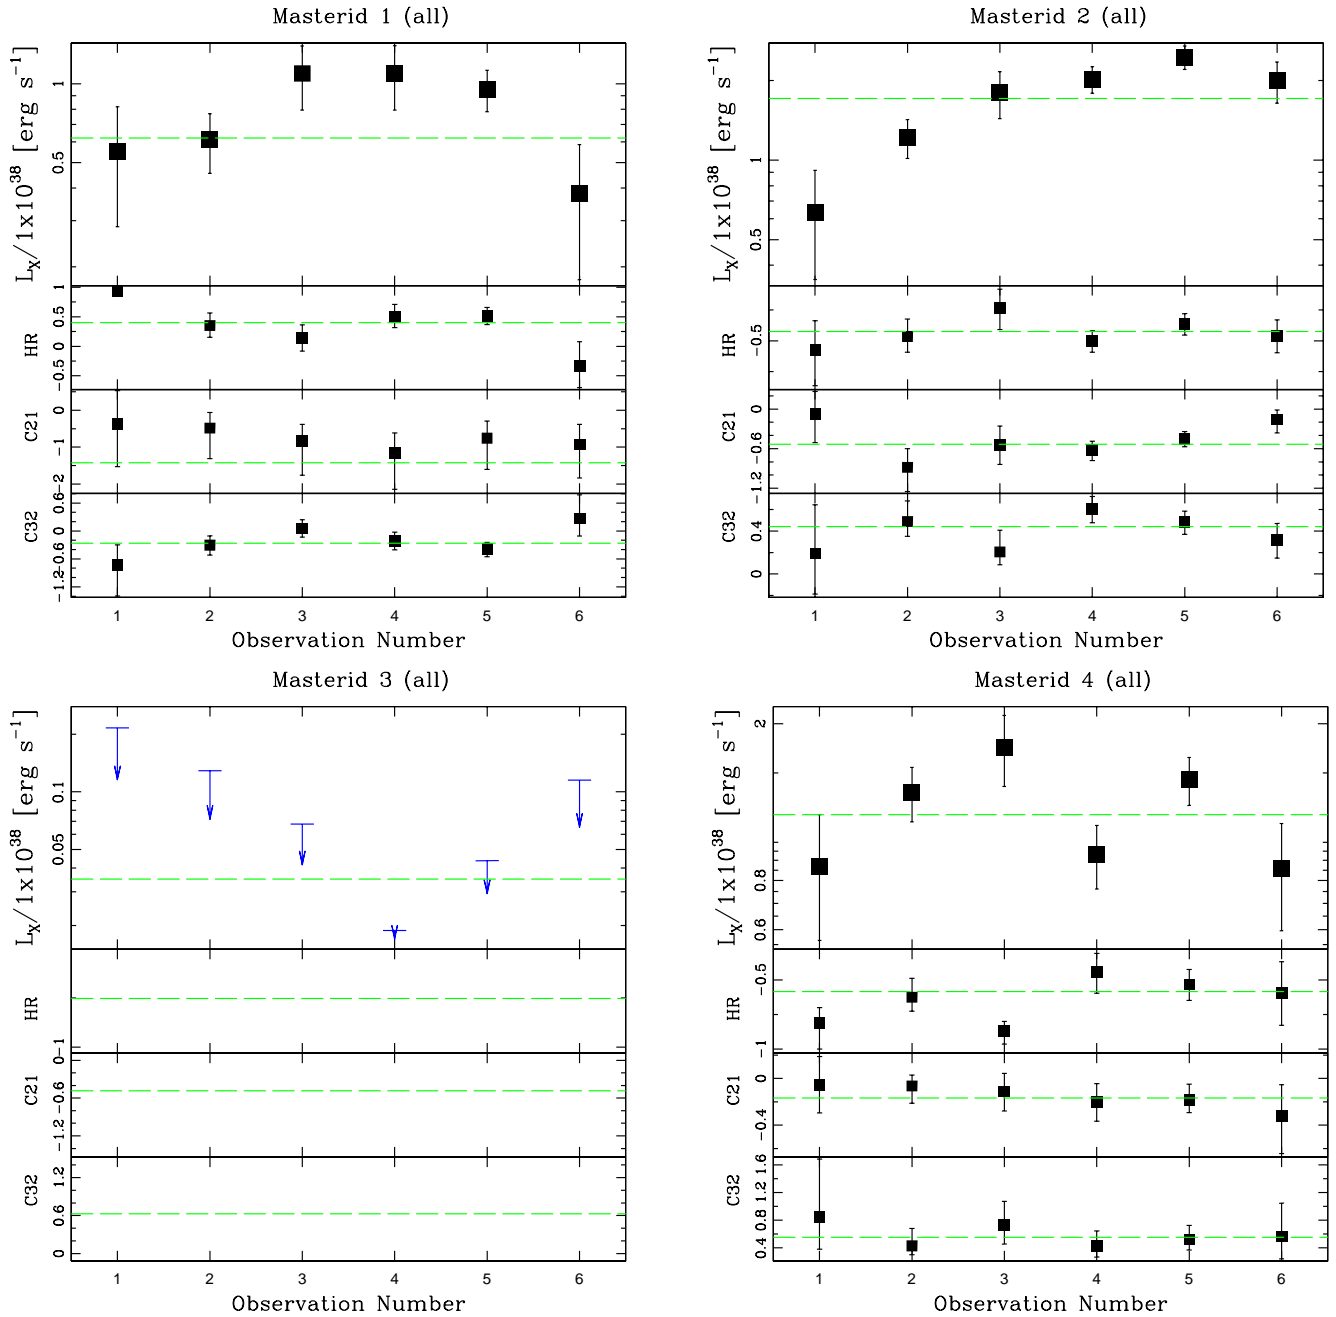 Masterid 1 (all)
L_X/1x10^38 [erg s^−1]
1
0.5
HR
1
0.5
0
−0.5
C21
0
−1
−2
C32
0.6
0
−0.6
−1.2
1 2 3 4 5 6
Observation Number
Masterid 2 (all)
L_X/1x10^38 [erg s^−1]
1
0.5
HR
−0.5
C21
0
−0.6
−1.2
C32
0.4
0
1 2 3 4 5 6
Observation Number
Masterid 3 (all)
L_X/1x10^38 [erg s^−1]
0.1
0.05
HR
−1
C21
0
−0.6
−1.2
C32
1.2
0.6
0
1 2 3 4 5 6
Observation Number
Masterid 4 (all)
L_X/1x10^38 [erg s^−1]
2
0.8
0.6
HR
−0.5
−1
C21
0
−0.4
C32
1.6
1.2
0.8
0.4
1 2 3 4 5 6
Observation Number